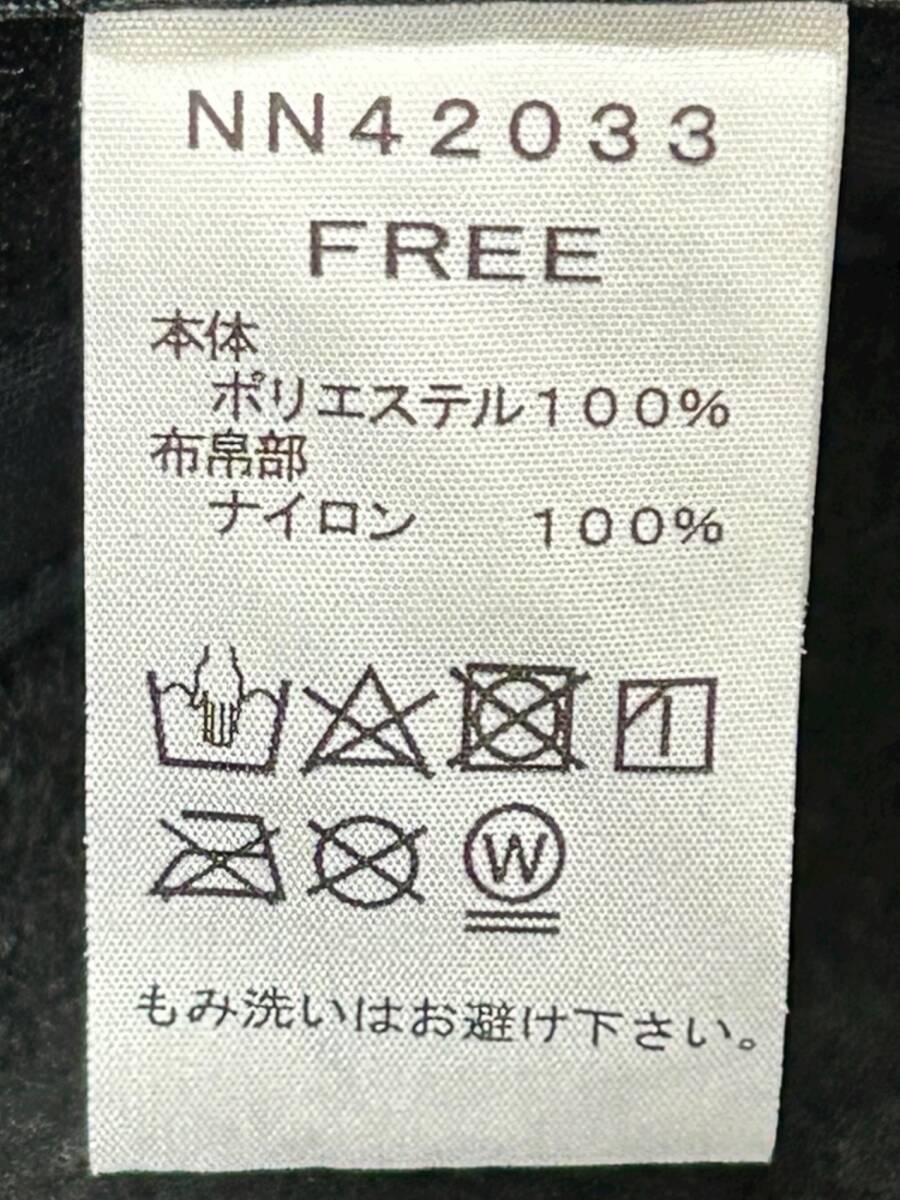 NN42033
FREE
本体
ポリエステル100%
布帛部
ナイロン 100%
W
もみ洗いはお避け下さい。